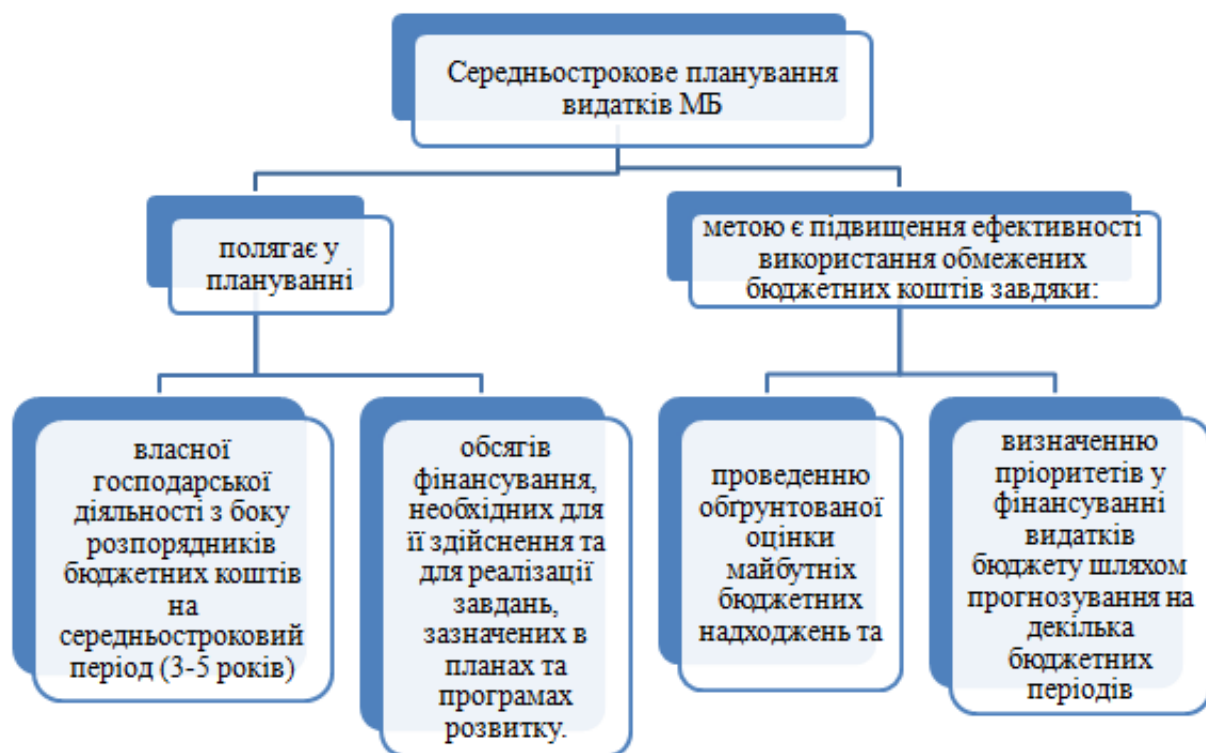 Середньострокове планування
видатків МБ
полягає у
плануванні
метою є підвищення ефективності
використання обмежених
бюджетних коштів завдяки:
власної
господарської
діяльності з боку
розпорядників
бюджетних коштів
на
середньостроковий
період (3-5 років)
обсягів
фінансування,
необхідних для
її здійснення та
для реалізації
завдань,
зазначених в
планах та
програмах
розвитку.
проведенню
обґрунтованої
оцінки
майбутніх
бюджетних
надходжень та
визначенню
пріоритетів у
фінансуванні
видатків
бюджету шляхом
прогнозування на
декілька
бюджетних
періодів